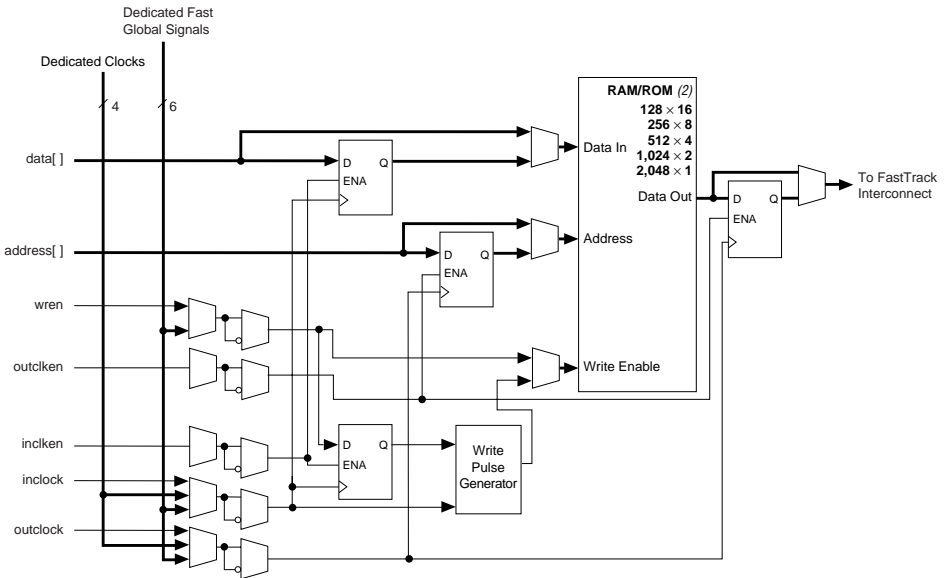 Dedicated Fast
Global Signals
Dedicated Clocks
4
6
RAM/ROM (2)
128 × 16
256 × 8
512 × 4
1,024 × 2
2,048 × 1
data[ ]
D Q
ENA
Data In
Data Out
D Q
ENA
To FastTrack
Interconnect
address[ ]
D Q
ENA
Address
wren
outclken
Write Enable
inclken
D Q
ENA
Write
Pulse
Generator
inclock
outclock